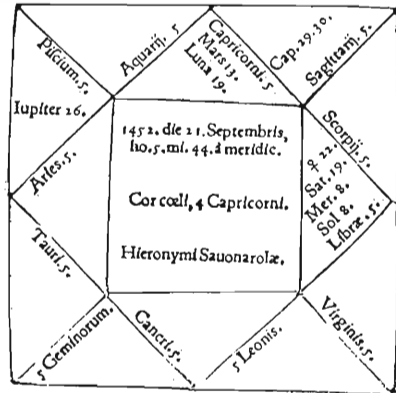 Aquarij. 5
Capricorni. 5
Mars 13.
Luna 19.
Cap. 29. 30.
Sagittarij. 5
Piscium. 5.
Iupiter 26.
Aries. 5
Scorpij. 5.
♀ 22.
Sat. 19.
Mer. 8.
Sol 8.
Libræ. 5.
1452. die 21. Septembris,
ho. 5. mi. 44. à meridic.
Cor cœli, 4 Capricorni.
Hieronymi Sauonarolæ.
Tauri. 5.
5 Geminorum.
Cancri. 5.
5 Leonis.
Virginis. 5.